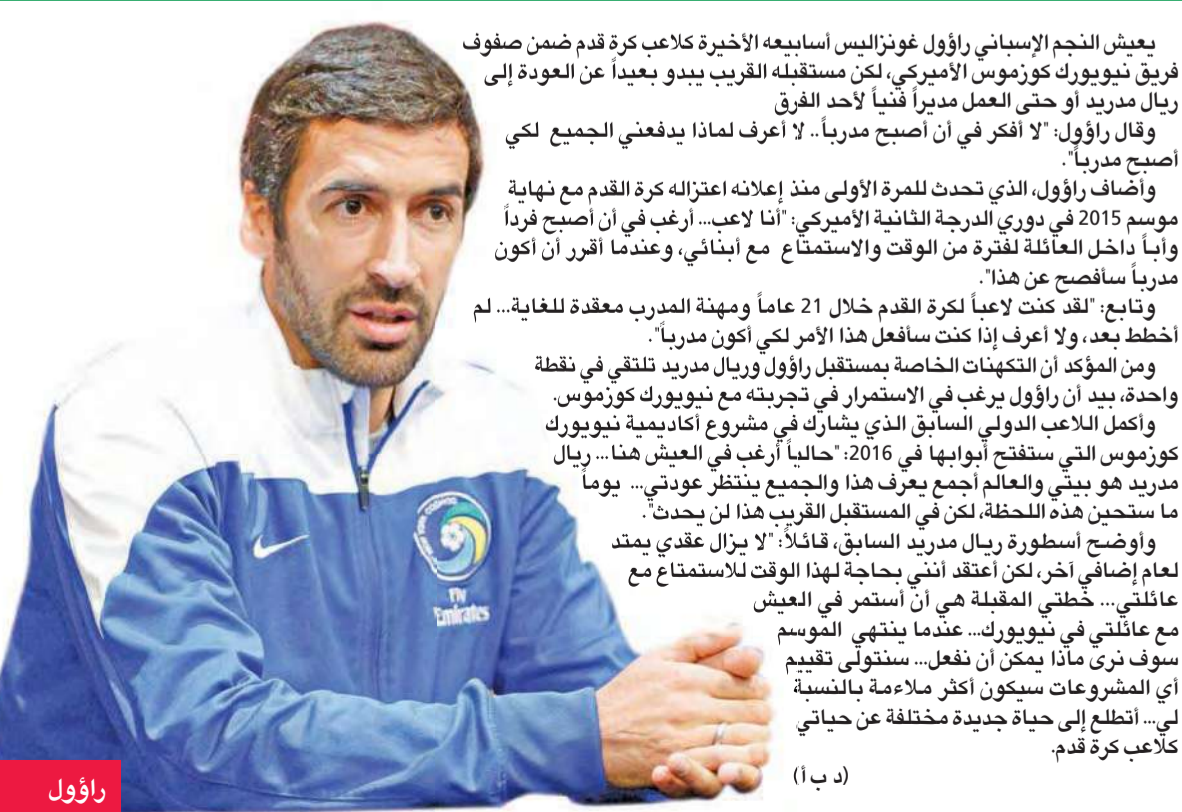 يعيش النجم الإسباني راؤول غونزاليس أسابيعه الأخيرة كلاعب كرة قدم ضمن صفوف
فريق نيويورك كوزموس الأميركي، لكن مستقبله القريب يبدو بعيداً عن العودة إلى
ريال مدريد أو حتى العمل مديراً فنياً لأحد الفرق
وقال راؤول: "لا أفكر في أن أصبح مدرباً.. لا أعرف لماذا يدفعني الجميع لكي
أصبح مدرباً".
وأضاف راؤول، الذي تحدث للمرة الأولى منذ إعلانه اعتزاله كرة القدم مع نهاية
موسم 2015 في دوري الدرجة الثانية الأميركي: "أنا لاعب... أرغب في أن أصبح فرداً
وأباً داخل العائلة لفترة من الوقت والاستمتاع مع أبنائي، وعندما أقرر أن أكون
مدرباً سأفصح عن هذا".
وتابع: "لقد كنت لاعباً لكرة القدم خلال 21 عاماً ومهنة المدرب معقدة للغاية... لم
أخطط بعد، ولا أعرف إذا كنت سأفعل هذا الأمر لكي أكون مدرباً".
ومن المؤكد أن التكهنات الخاصة بمستقبل راؤول وريال مدريد تلتقي في نقطة
واحدة، بيد أن راؤول يرغب في الاستمرار في تجربته مع نيويورك كوزموس.
وأكمل اللاعب الدولي السابق الذي يشارك في مشروع أكاديمية نيويورك
كوزموس التي ستفتح أبوابها في 2016: "حالياً أرغب في العيش هنا... ريال
مدريد هو بيتي والعالم أجمع يعرف هذا والجميع ينتظر عودتي... يوماً
ما ستحين هذه اللحظة، لكن في المستقبل القريب هذا لن يحدث".
وأوضح أسطورة ريال مدريد السابق، قائلاً: "لا يزال عقدي يمتد
لعام إضافي آخر، لكن أعتقد أنني بحاجة لهذا الوقت للاستمتاع مع
عائلتي... خطتي المقبلة هي أن أستمر في العيش
مع عائلتي في نيويورك... عندما ينتهي الموسم
سوف نرى ماذا يمكن أن نفعل... سنتولى تقييم
أي المشروعات سيكون أكثر ملاءمة بالنسبة
لي... أتطلع إلى حياة جديدة مختلفة عن حياتي
كلاعب كرة قدم.
(د ب أ)
Fly
Emirates
راؤول